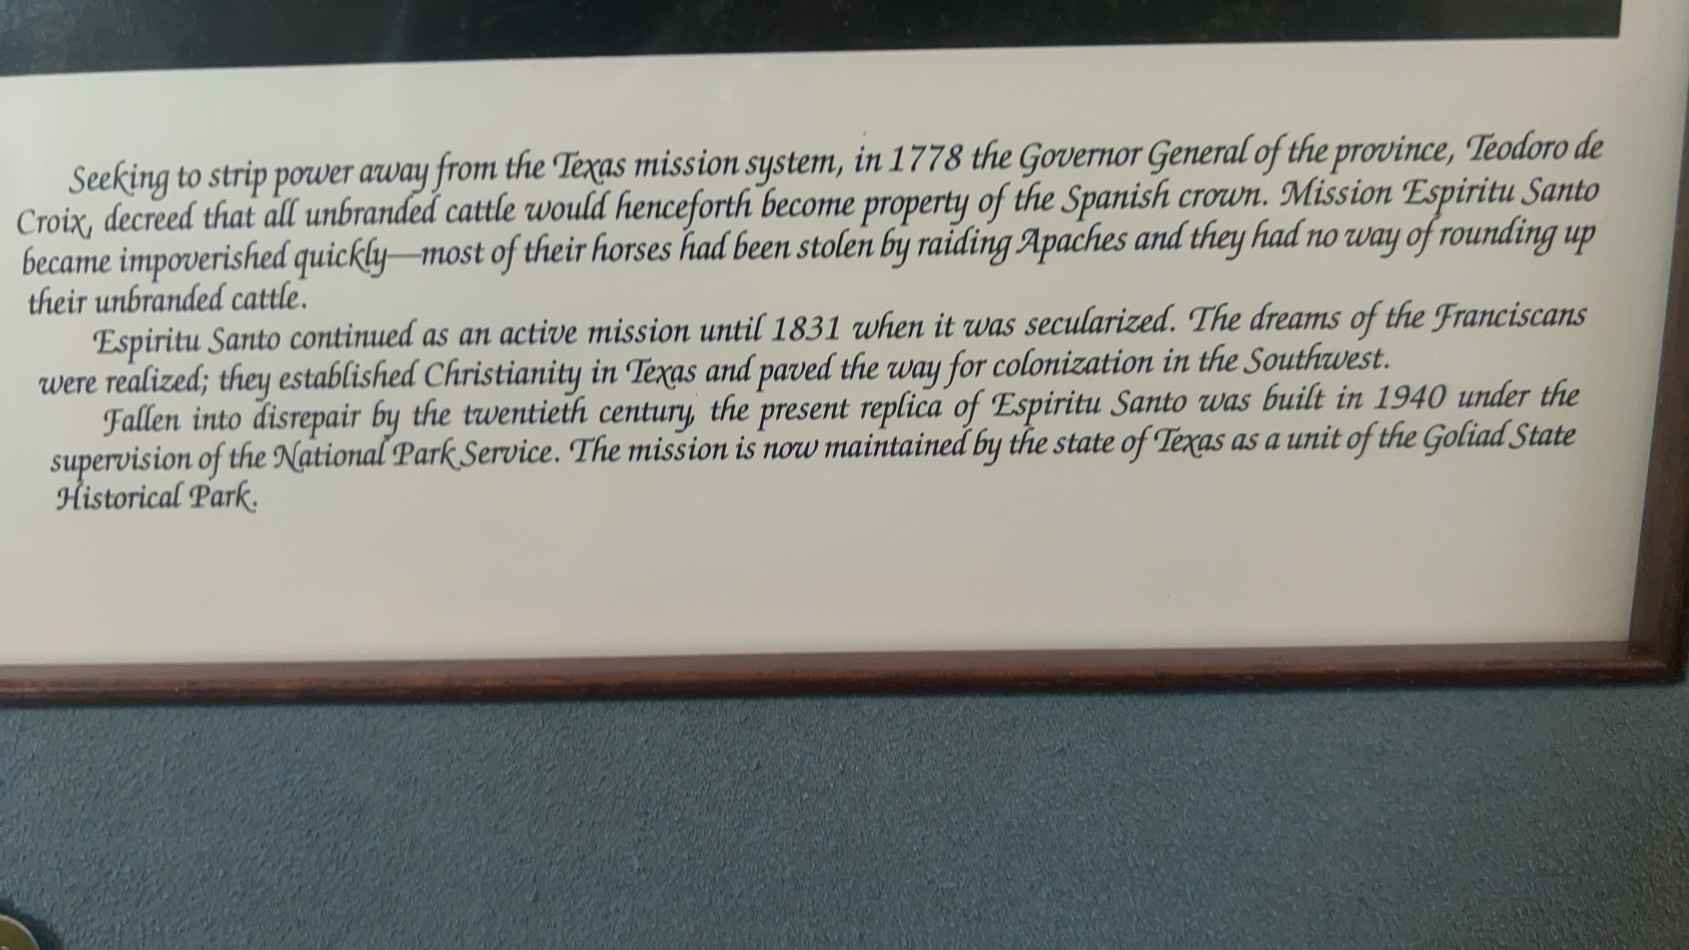 Seeking to strip power away from the Texas mission system, in 1778 the Governor General of the province, Teodoro de
Croix, decreed that all unbranded cattle would henceforth become property of the Spanish crown. Mission Espiritu Santo
became impoverished quickly—most of their horses had been stolen by raiding Apaches and they had no way of rounding up
their unbranded cattle.
Espiritu Santo continued as an active mission until 1831 when it was secularized. The dreams of the Franciscans
were realized; they established Christianity in Texas and paved the way for colonization in the Southwest.
Fallen into disrepair by the twentieth century, the present replica of Espiritu Santo was built in 1940 under the
supervision of the National Park Service. The mission is now maintained by the state of Texas as a unit of the Goliad State
Historical Park.